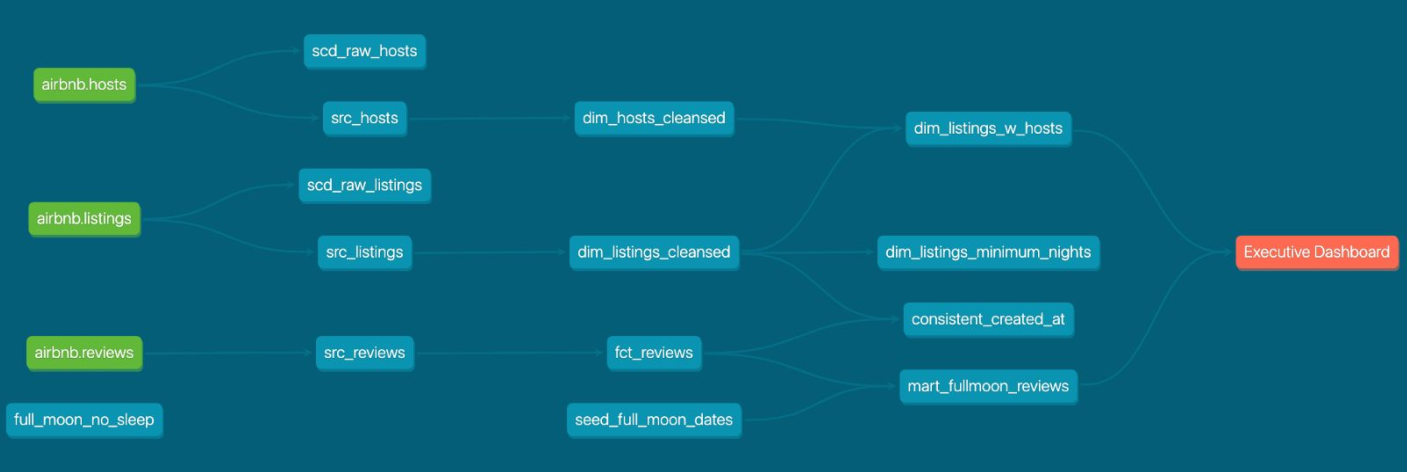 scd_raw_hosts
airbnb.hosts
src_hosts
dim_hosts_cleansed
dim_listings_w_hosts
scd_raw_listings
airbnb.listings
src_listings
dim_listings_cleansed
dim_listings_minimum_nights
Executive Dashboard
consistent_created_at
airbnb.reviews
src_reviews
fct_reviews
mart_fullmoon_reviews
full_moon_no_sleep
seed_full_moon_dates